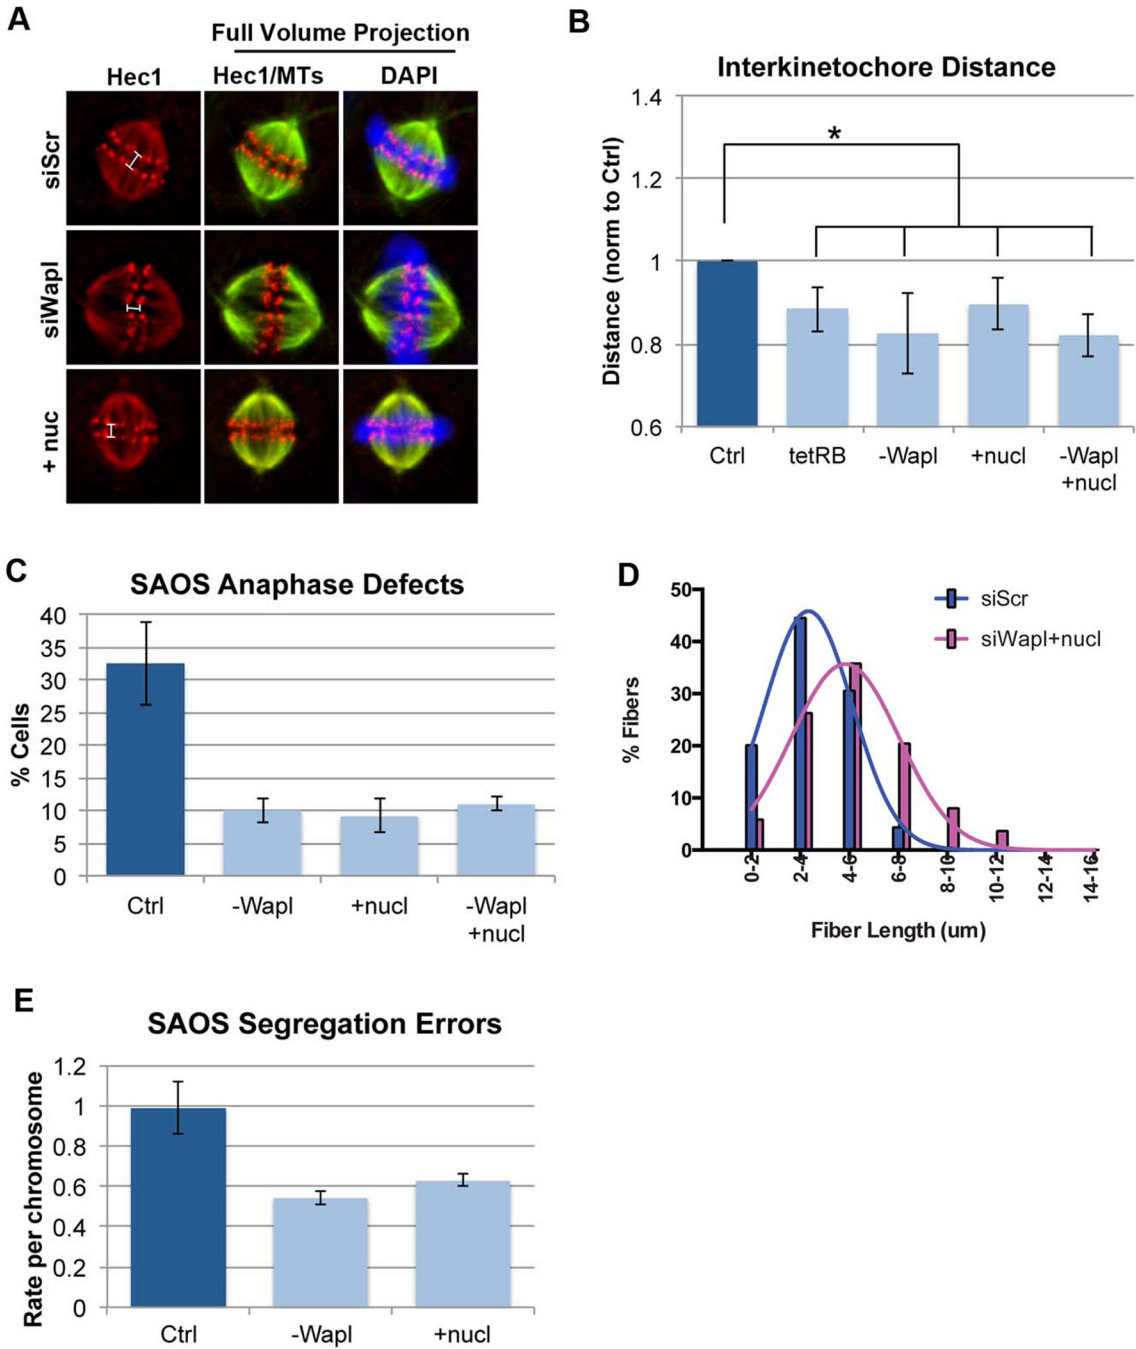 A
Full Volume Projection
Hec1
Hec1/MTs
DAPI
siScr
siWapl
+ nuc
B
Interkinetochore Distance
Distance (norm to Ctrl)
1.4
1.2
1
0.8
0.6
*
Ctrl
tetRB
-Wapl
+nucl
-Wapl
+nucl
C
SAOS Anaphase Defects
% Cells
40
35
30
25
20
15
10
5
0
Ctrl
-Wapl
+nucl
-Wapl
+nucl
D
% Fibers
50
40
30
20
10
0
siScr
siWapl+nucl
0-2
2-4
4-6
6-8
8-10
10-12
12-14
14-16
Fiber Length (um)
E
SAOS Segregation Errors
Rate per chromosome
1.2
1
0.8
0.6
0.4
0.2
0
Ctrl
-Wapl
+nucl